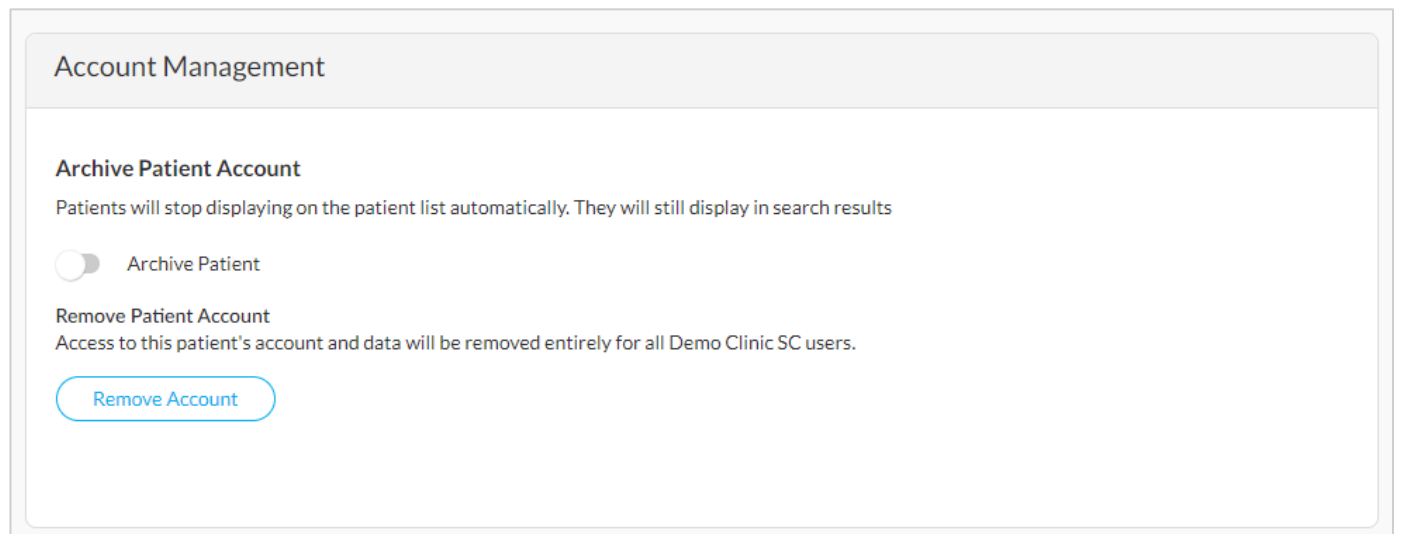 Account Management
Archive Patient Account
Patients will stop displaying on the patient list automatically. They will still display in search results
Archive Patient
Remove Patient Account
Access to this patient's account and data will be removed entirely for all Demo Clinic SC users.
Remove Account